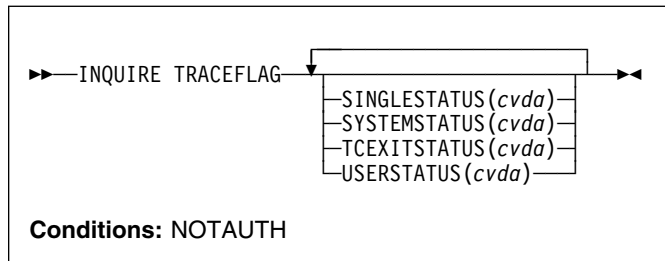 INQUIRE TRACEFLAG
SINGLESTATUS(cvda)
SYSTEMSTATUS(cvda)
TCEXITSTATUS(cvda)
USERSTATUS(cvda)
Conditions: NOTAUTH